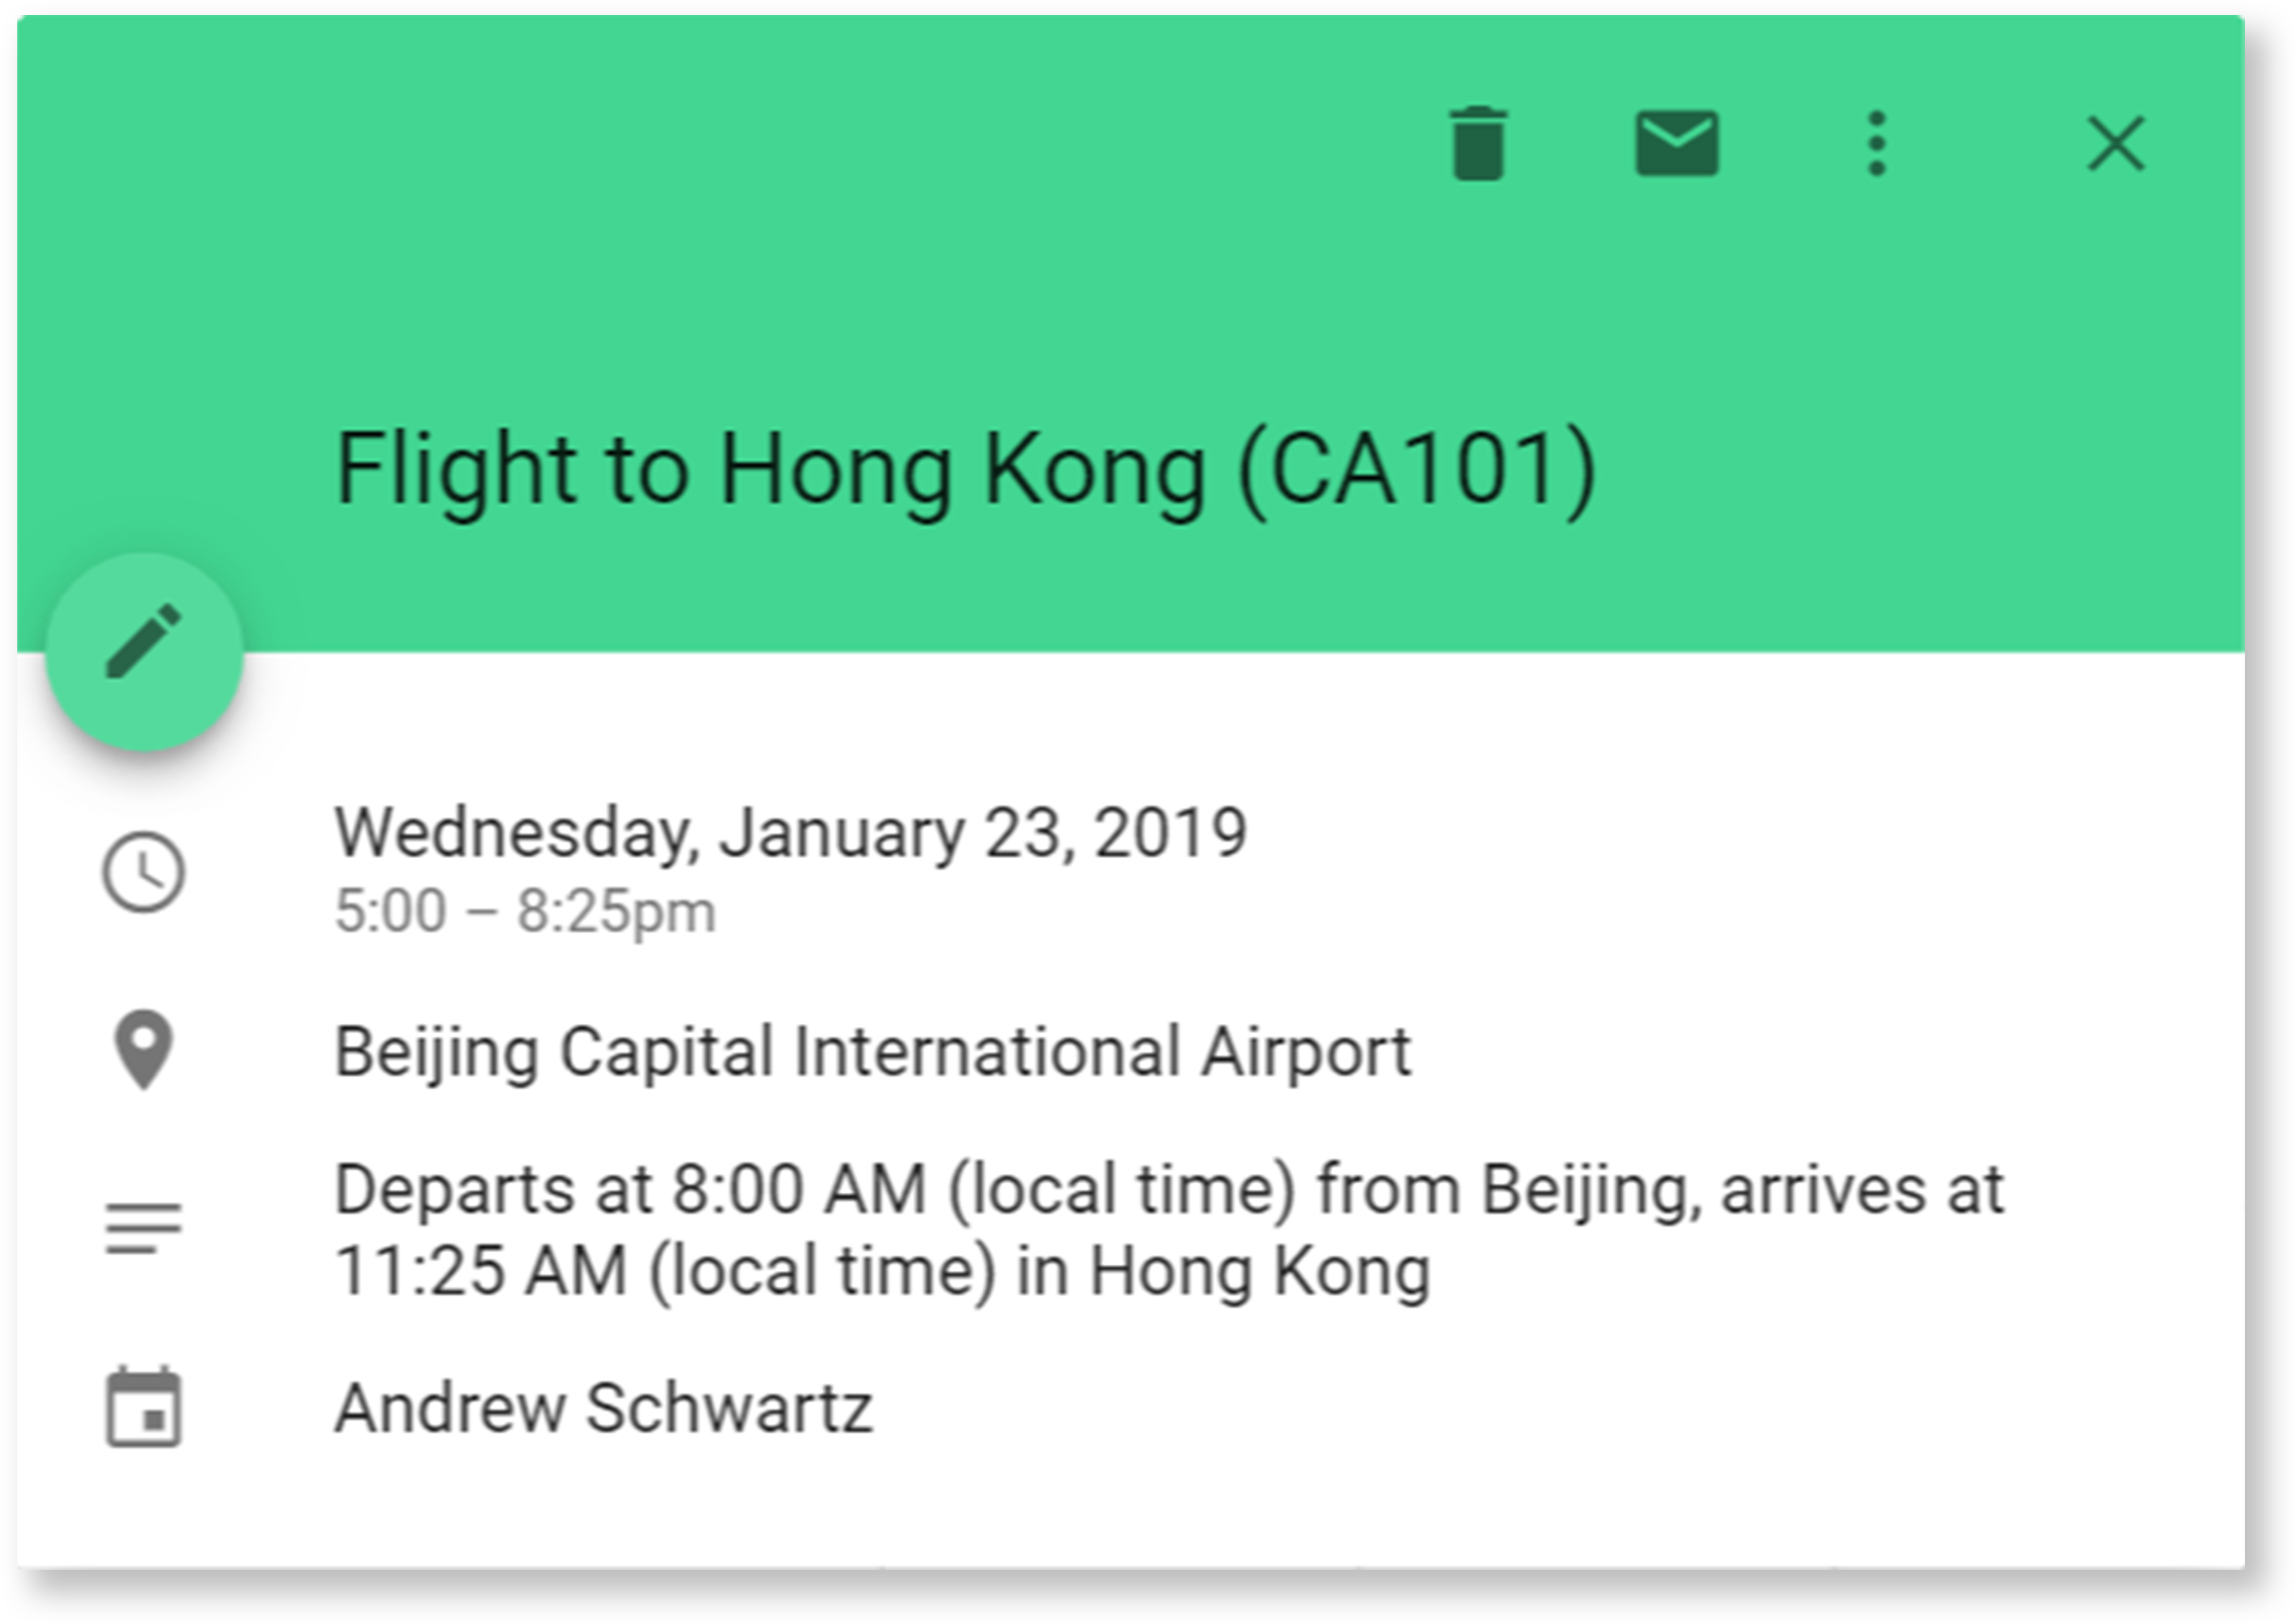 Flight to Hong Kong (CA101)
Wednesday, January 23, 2019
5:00 – 8:25pm
Beijing Capital International Airport
Departs at 8:00 AM (local time) from Beijing, arrives at
11:25 AM (local time) in Hong Kong
Andrew Schwartz